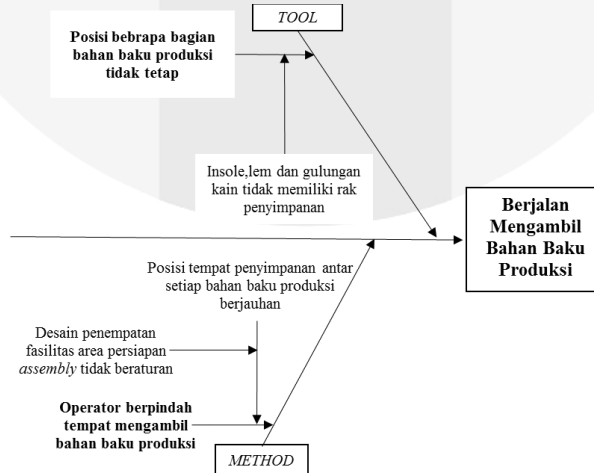 TOOL
Posisi bebrapa bagian
bahan baku produksi
tidak tetap
Insole,lem dan gulungan
kain tidak memiliki rak
penyimpanan
Berjalan
Mengambil
Bahan Baku
Produksi
Posisi tempat penyimpanan antar
setiap bahan baku produksi
berjauhan
Desain penempatan
fasilitas area persiapan
assembly tidak beraturan
Operator berpindah
tempat mengambil
bahan baku produksi
METHOD